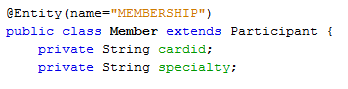 @Entity(name="MEMBERSHIP")
public class Member extends Participant {
    private String cardid;
    private String specialty;